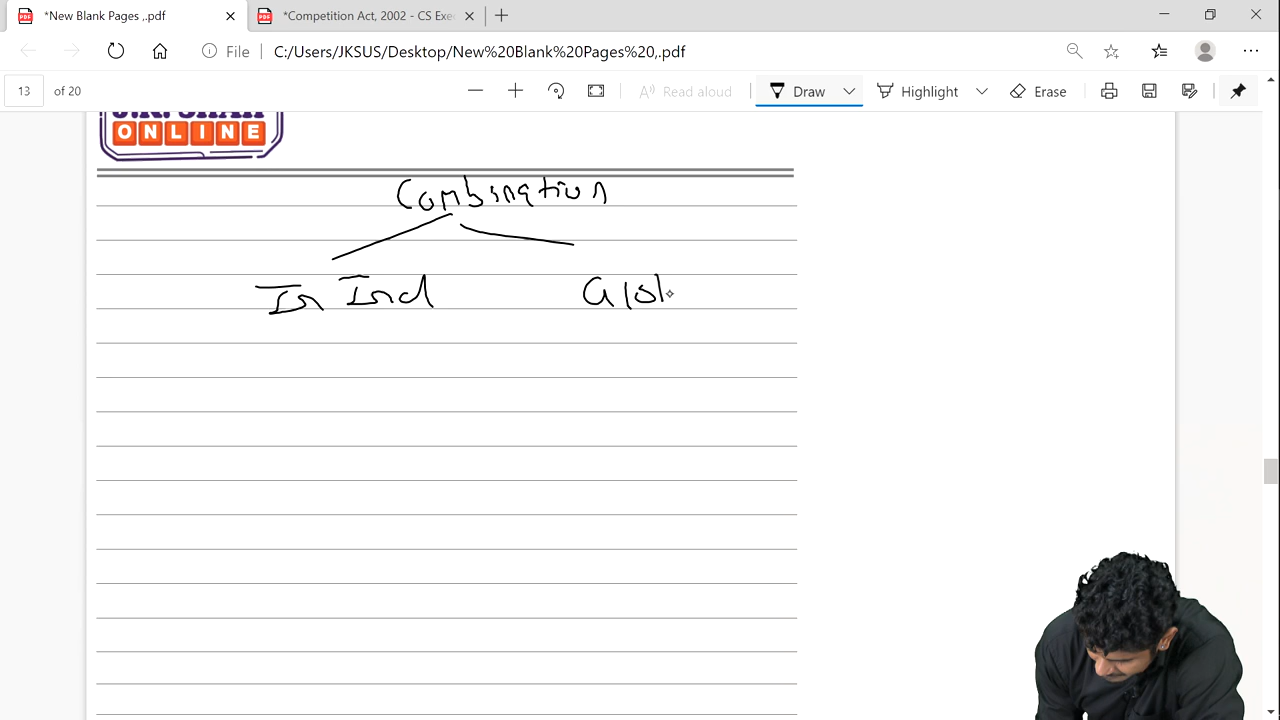 *New Blank Pages ,.pdf
*Competition Act, 2002 - CS Exe
File C:/Users/JKSUS/Desktop/New%20Blank%20Pages%20,.pdf
13 of 20
Read aloud Draw Highlight Erase
ONLINE
Combination
In Ind Glob